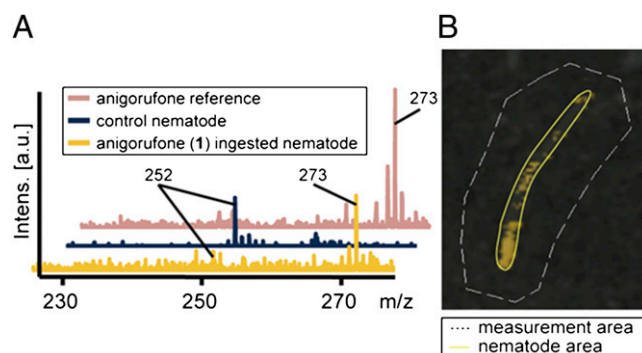 A
B
Intens. [a.u.]
anigorufone reference
control nematode
anigorufone (1) ingested nematode
273
252
273
230
250
270
m/z
measurement area
nematode area